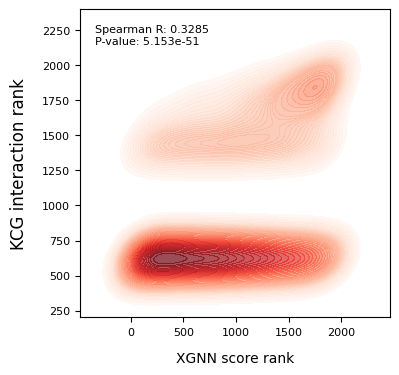 Spearman R: 0.3285
P-value: 5.153e-51
KCG interaction rank
2250
2000
1750
1500
1250
1000
750
500
250
0 500 1000 1500 2000
XGNN score rank